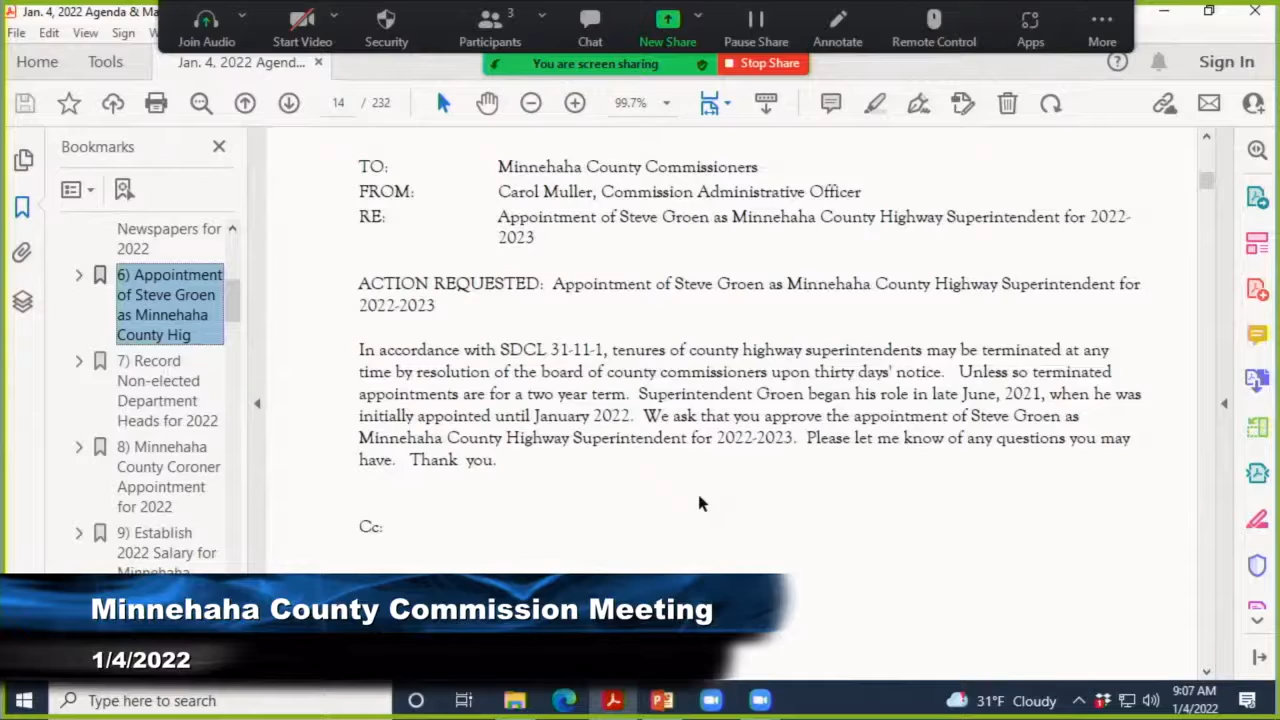 Jan. 4, 2022 Agenda & Ma
File Edit View Sign
Join Audio
Start Video
Security
3
Participants
Chat
New Share
Pause Share
Annotate
Remote Control
Apps
More
Home Tools Jan. 4, 2022 Agend...
You are screen sharing
Stop Share
Sign In
14 / 232
99.7%
Bookmarks
Newspapers for
2022
6) Appointment
of Steve Groen
as Minnehaha
County Hig
7) Record
Non-elected
Department
Heads for 2022
8) Minnehaha
County Coroner
Appointment
for 2022
9) Establish
2022 Salary for
Minnehaha
TO: Minnehaha County Commissioners
FROM: Carol Muller, Commission Administrative Officer
RE: Appointment of Steve Groen as Minnehaha County Highway Superintendent for 2022-
2023
ACTION REQUESTED: Appointment of Steve Groen as Minnehaha County Highway Superintendent for
2022-2023
In accordance with SDCL 31-11-1, tenures of county highway superintendents may be terminated at any
time by resolution of the board of county commissioners upon thirty days' notice. Unless so terminated
appointments are for a two year term. Superintendent Groen began his role in late June, 2021, when he was
initially appointed until January 2022. We ask that you approve the appointment of Steve Groen as
Minnehaha County Highway Superintendent for 2022-2023. Please let me know of any questions you may
have. Thank you.
Cc:
Minnehaha County Commission Meeting
1/4/2022
Type here to search
31°F Cloudy
9:07 AM
1/4/2022